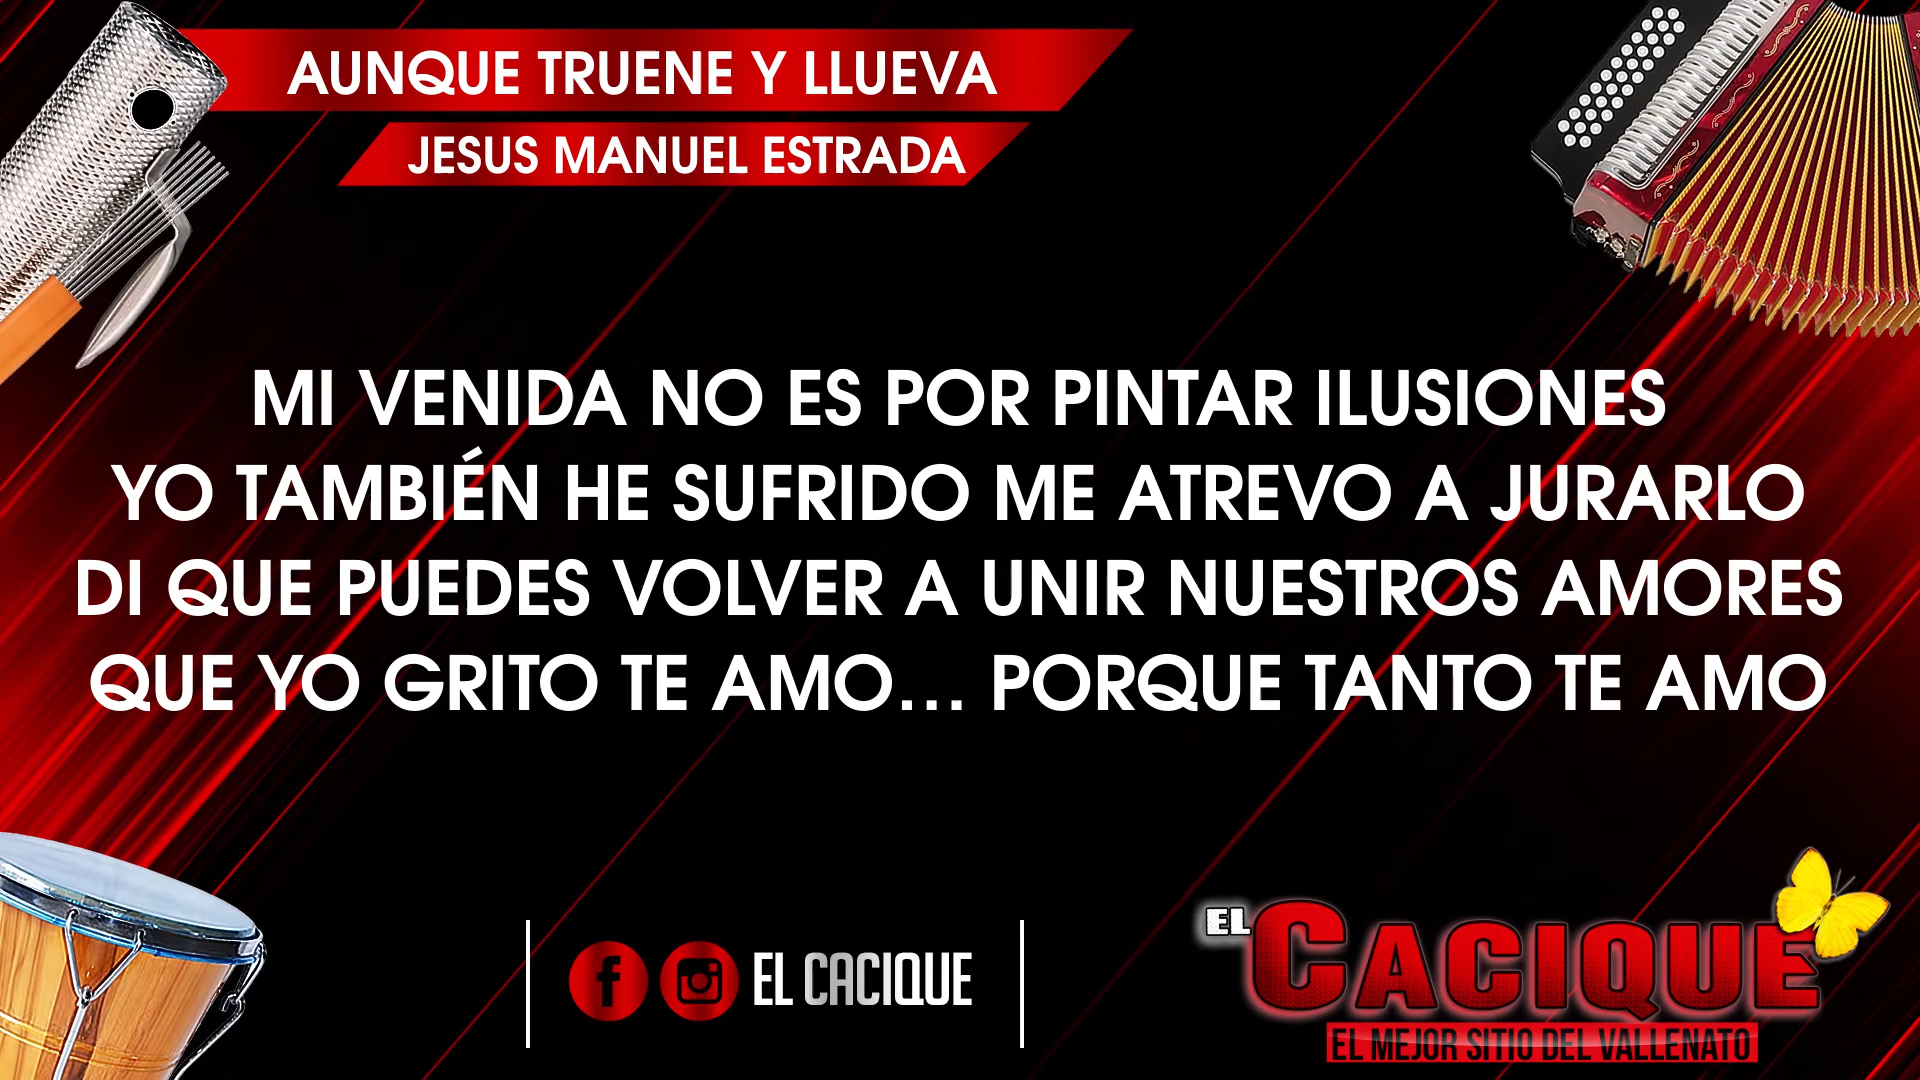 AUNQUE TRUENE Y LLUEVA
JESUS MANUEL ESTRADA
MI VENIDA NO ES POR PINTAR ILUSIONES
YO TAMBIÉN HE SUFRIDO ME ATREVO A JURARLO
DI QUE PUEDES VOLVER A UNIR NUESTROS AMORES
QUE YO GRITO TE AMO... PORQUE TANTO TE AMO
EL CACIQUE
EL CACIQUE
EL MEJOR SITIO DEL VALLENATO